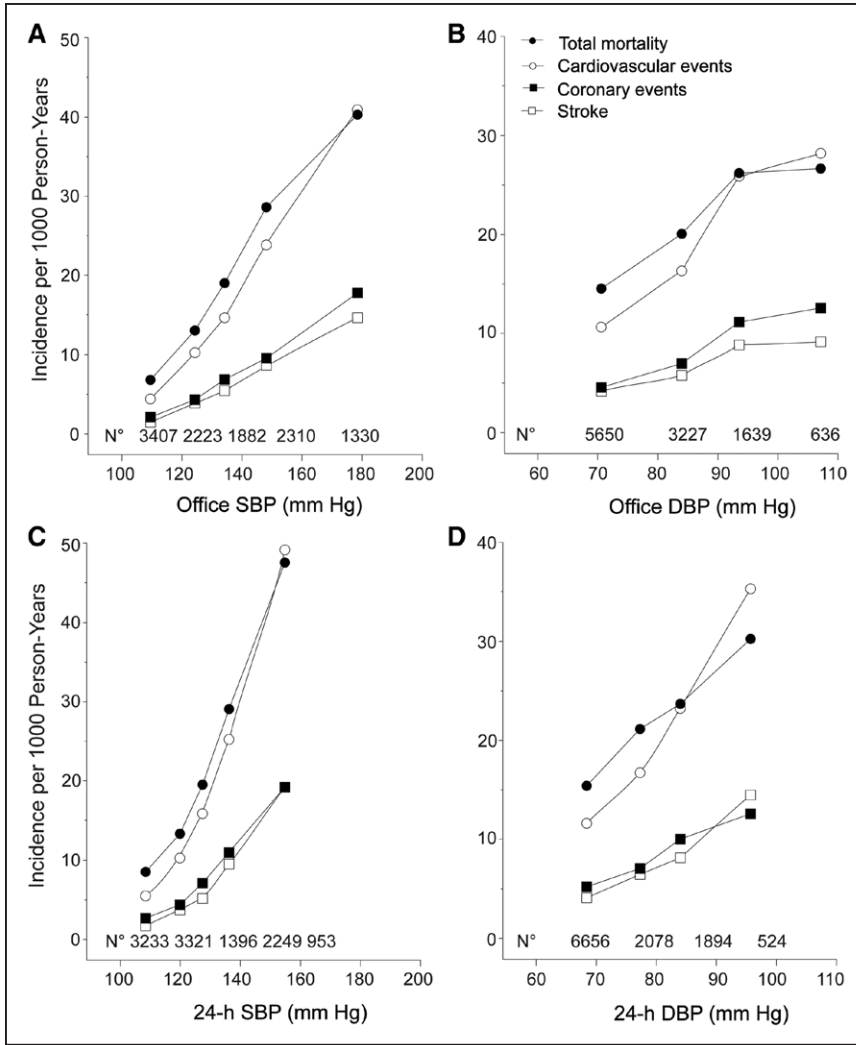 A
50
40
30
20
10
0
Incidence per 1000 Person-Years
N° 3407 2223 1882 2310 1330
100 120 140 160 180 200
Office SBP (mm Hg)
B
40
30
20
10
0
Total mortality
Cardiovascular events
Coronary events
Stroke
N° 5650 3227 1639 636
60 70 80 90 100 110
Office DBP (mm Hg)
C
50
40
30
20
10
0
Incidence per 1000 Person-Years
N° 3233 3321 1396 2249 953
100 120 140 160 180 200
24-h SBP (mm Hg)
D
40
30
20
10
0
N° 6656 2078 1894 524
60 70 80 90 100 110
24-h DBP (mm Hg)